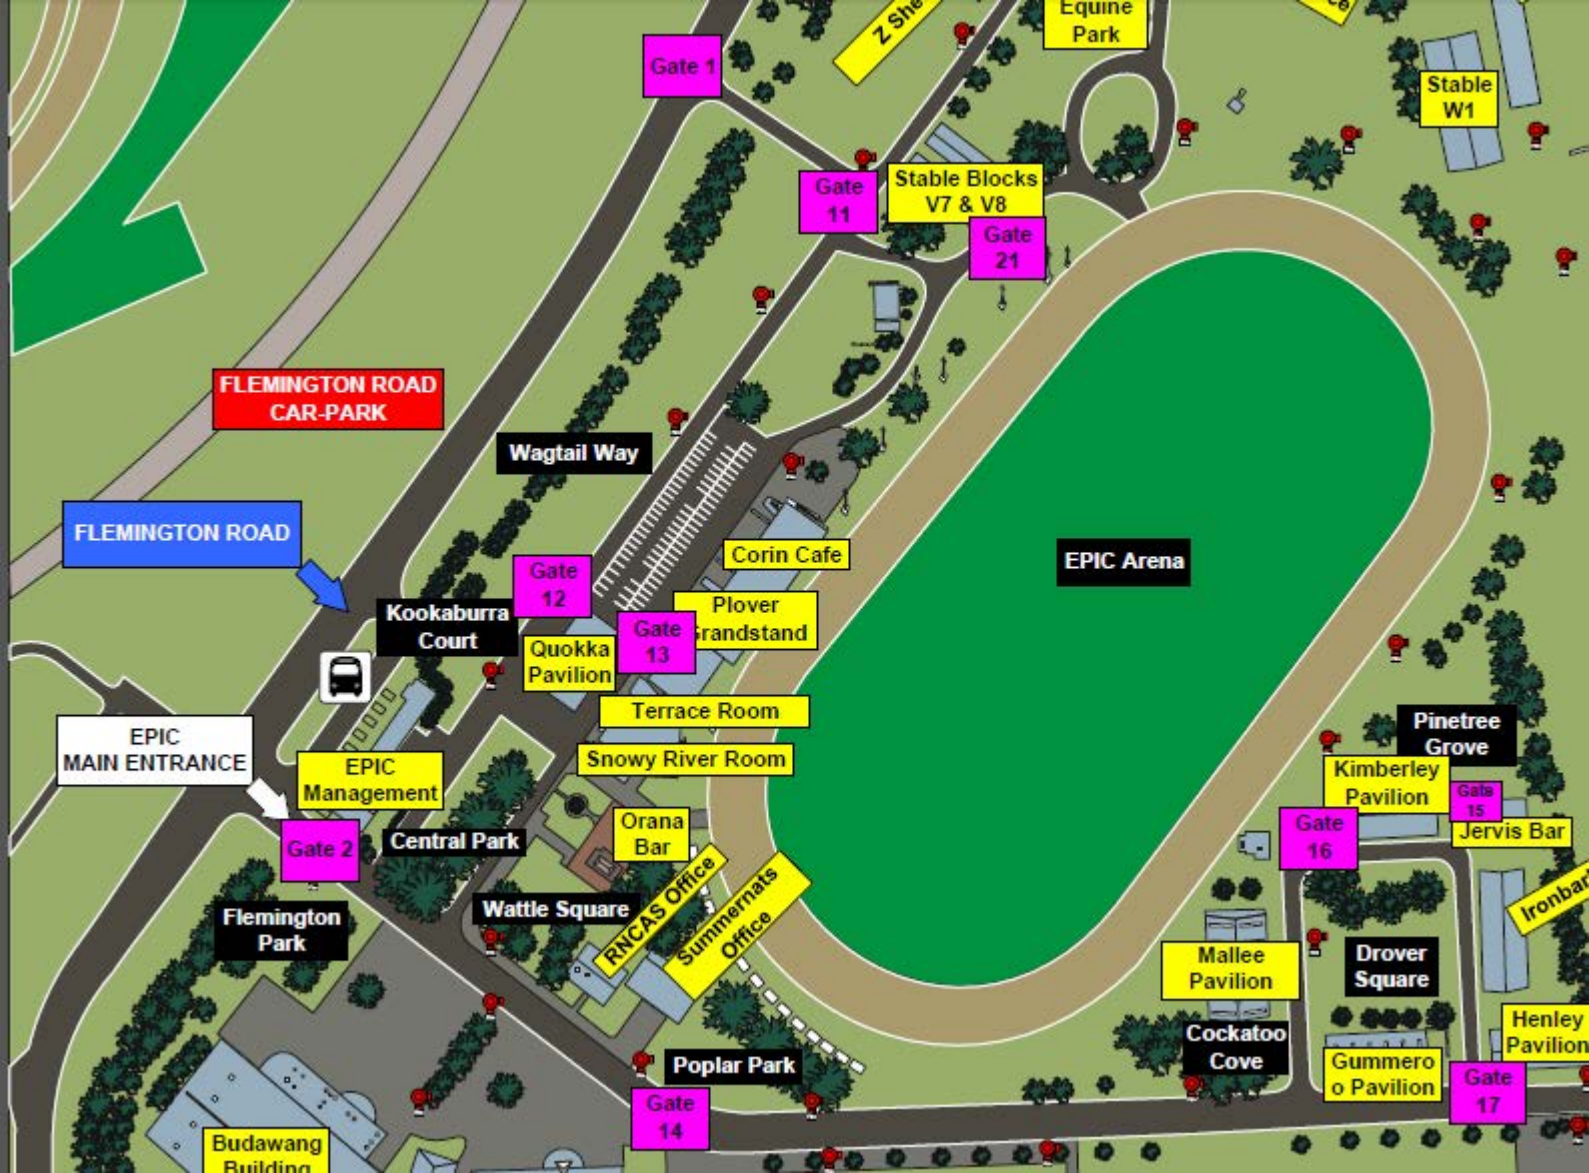 Equine
Park
Z She
ce
Gate 1
Stable
W1
Gate
11
Stable Blocks
V7 & V8
Gate
21
FLEMINGTON ROAD
CAR-PARK
Wagtail Way
FLEMINGTON ROAD
Corin Cafe
EPIC Arena
Gate
12
Kookaburra
Court
Plover
Grandstand
Gate
13
Quokka
Pavilion
Terrace Room
Pinetree
Grove
EPIC
MAIN ENTRANCE
Snowy River Room
EPIC
Management
Kimberley
Pavilion
Gate
15
Jervis Bar
Gate 2
Central Park
Orana
Bar
Gate
16
Wattle Square
RNCAS Office
Summernats
Office
Ironbar
Flemington
Park
Mallee
Pavilion
Drover
Square
Cockatoo
Cove
Henley
Pavilion
Poplar Park
Gummero
o Pavilion
Gate
17
Gate
14
Budawang
Building